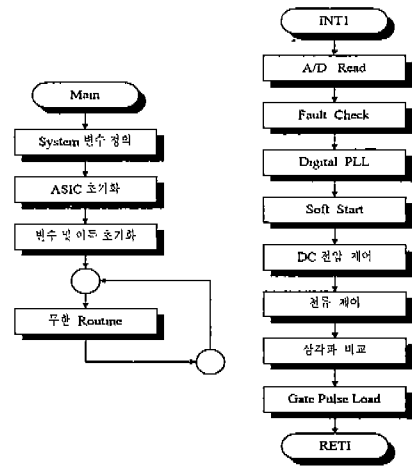 Main
System 변수 정의
ASIC 초기화
변수 및 이득 초기화
무한 Routine
INT1
A/D Read
Fault Check
Digital PLL
Soft Start
DC 전압 제어
전류 제어
삼각파 비교
Gate Pulse Load
RETI